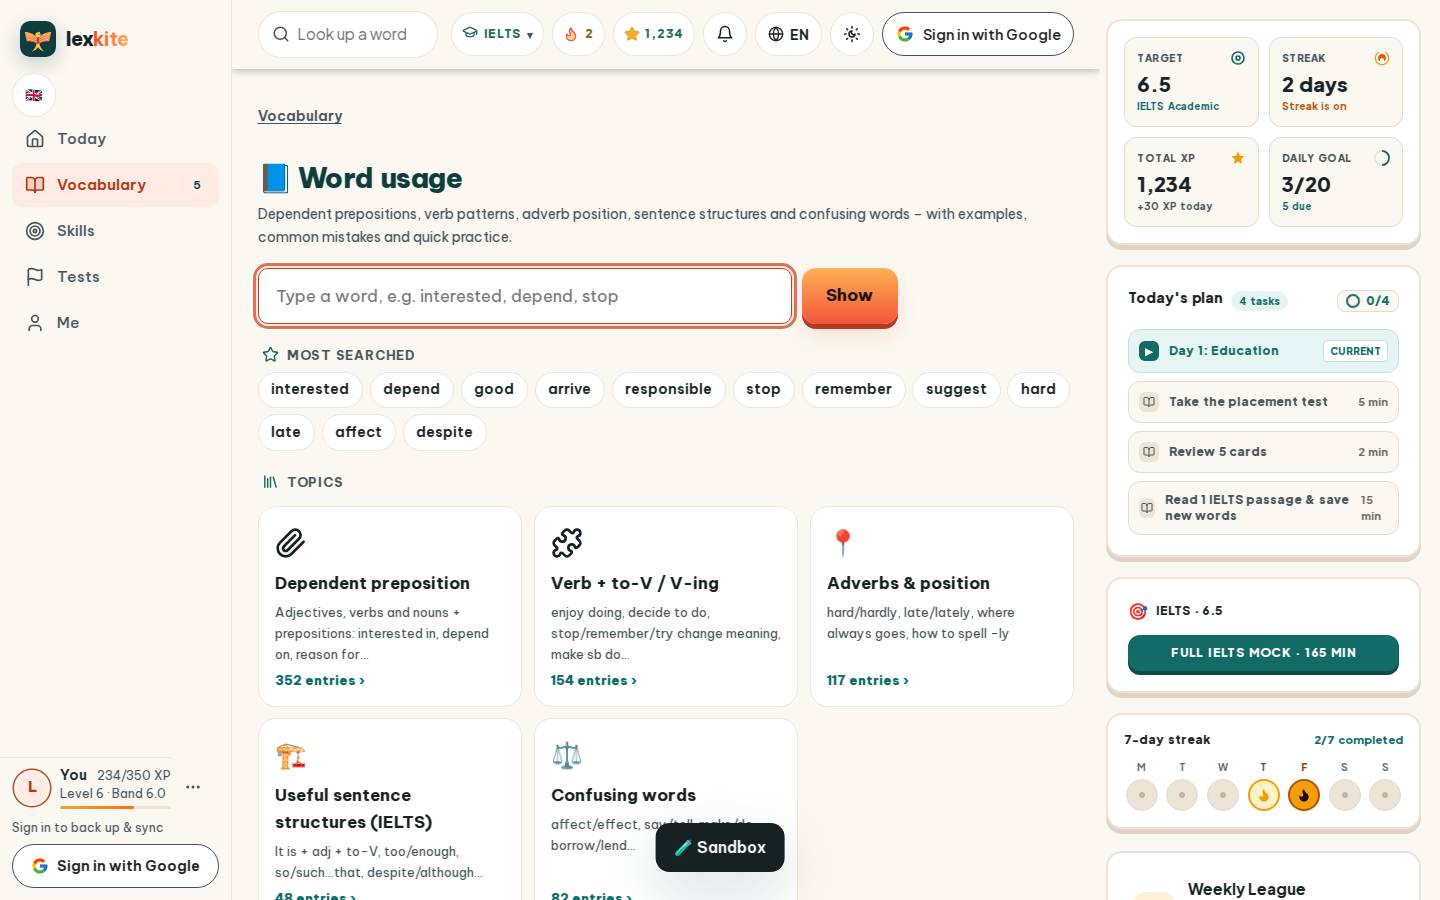 lexkite
Today
Vocabulary 5
Skills
Tests
Me
L
You 234/350 XP
Level 6 · Band 6.0
Sign in to back up & sync
Sign in with Google
Look up a word
IELTS ▾
2
1,234
EN
Sign in with Google
Vocabulary
Word usage
Dependent prepositions, verb patterns, adverb position, sentence structures and confusing words – with examples,
common mistakes and quick practice.
Type a word, e.g. interested, depend, stop
Show
MOST SEARCHED
interested depend good arrive responsible stop remember suggest hard
late affect despite
TOPICS
Dependent preposition
Adjectives, verbs and nouns +
prepositions: interested in, depend
on, reason for...
352 entries ›
Verb + to-V / V-ing
enjoy doing, decide to do,
stop/remember/try change meaning,
make sb do...
154 entries ›
Adverbs & position
hard/hardly, late/lately, where
always goes, how to spell -ly
117 entries ›
Useful sentence
structures (IELTS)
It is + adj + to-V, too/enough,
so/such...that, despite/although...
48 entries ›
Confusing words
affect/effect, say/tell, make/do,
borrow/lend...
82 entries ›
Sandbox
TARGET
6.5
IELTS Academic
STREAK
2 days
Streak is on
TOTAL XP
1,234
+30 XP today
DAILY GOAL
3/20
5 due
Today's plan 4 tasks 0/4
Day 1: Education CURRENT
Take the placement test 5 min
Review 5 cards 2 min
Read 1 IELTS passage & save 15
new words min
IELTS · 6.5
FULL IELTS MOCK · 165 MIN
7-day streak 2/7 completed
M T W T F S S
Weekly League